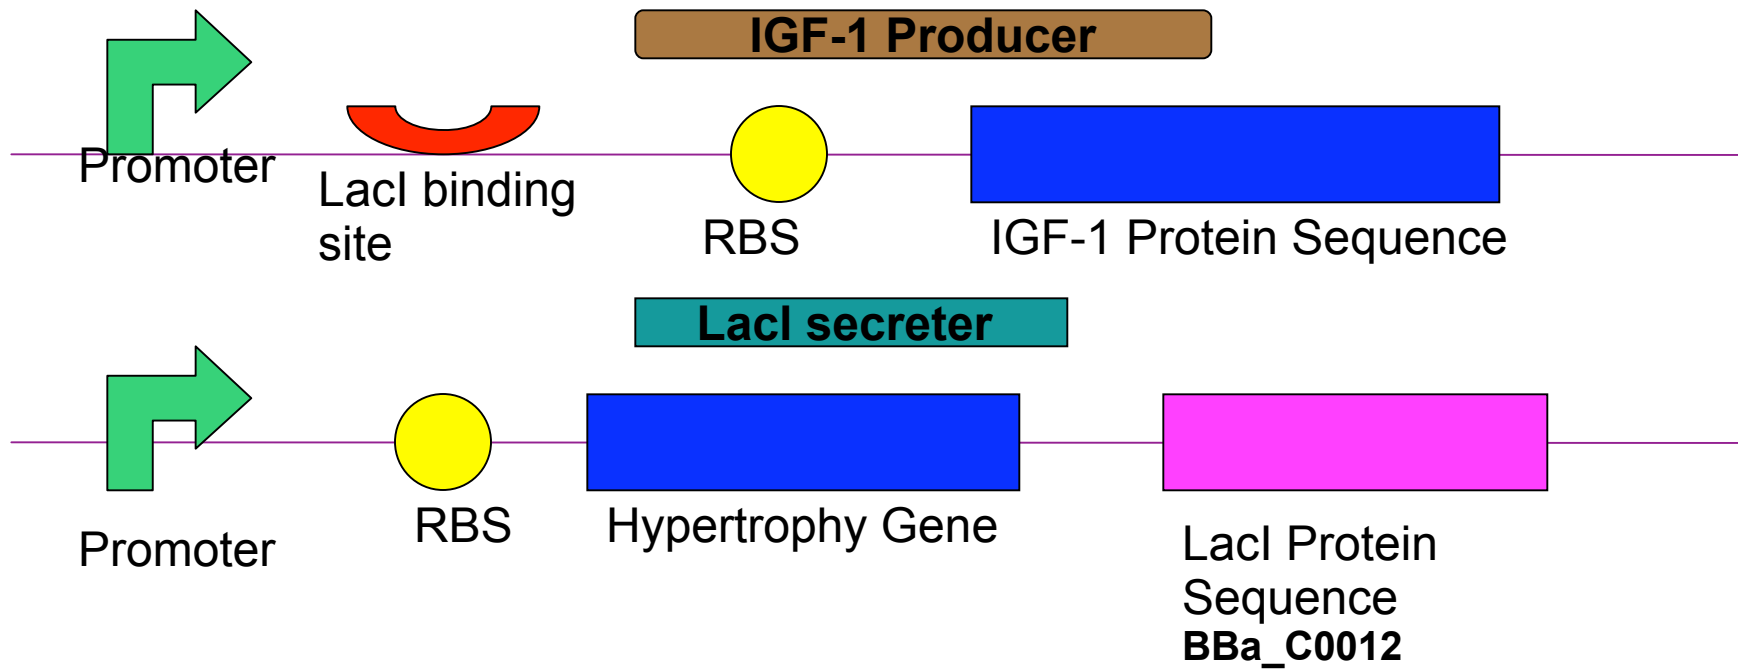 IGF-1 Producer
Promoter
LacI binding
site
RBS
IGF-1 Protein Sequence
LacI secreter
Promoter
RBS
Hypertrophy Gene
LacI Protein
Sequence
BBa_C0012